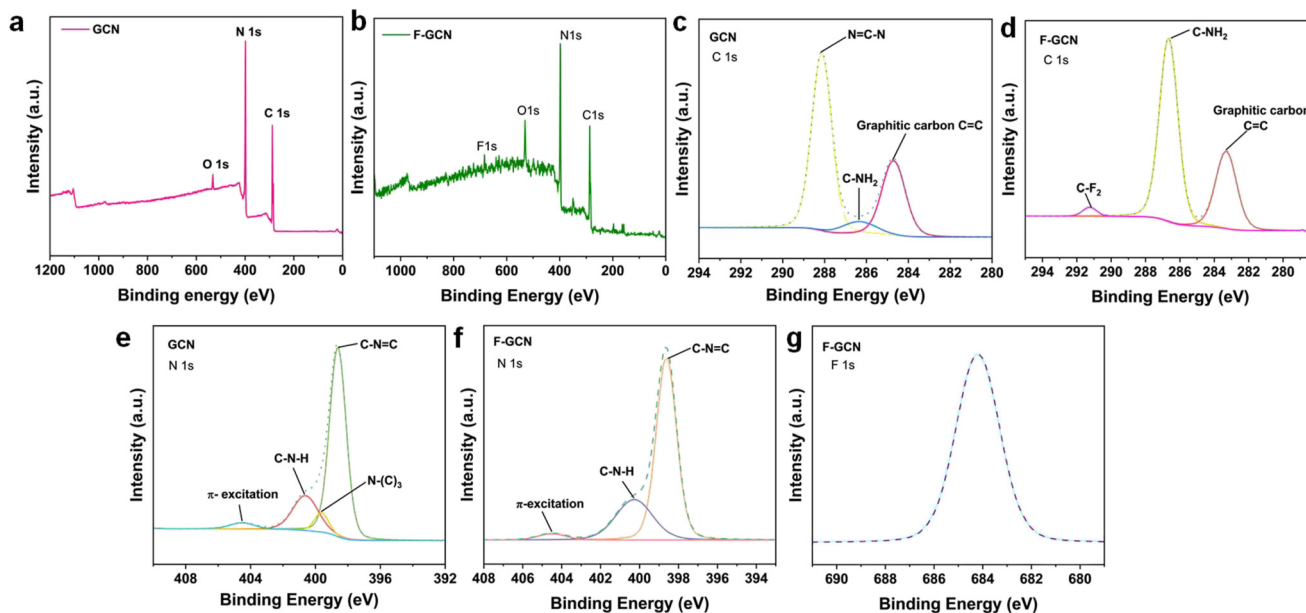 a
GCN
N 1s
C 1s
O 1s
Intensity (a.u.)
1200 1000 800 600 400 200 0
Binding energy (eV)
b
F-GCN
N1s
O1s
C1s
F1s
Intensity (a.u.)
1000 800 600 400 200 0
Binding Energy (eV)
c
GCN
C 1s
N=C-N
Graphitic carbon C=C
C-NH2
Intensity (a.u.)
294 292 290 288 286 284 282 280
Binding Energy (eV)
d
F-GCN
C 1s
C-NH2
Graphitic carbon
C=C
C-F2
Intensity (a.u.)
295 294 292 290 288 286 284 282 280
Binding Energy (eV)
e
GCN
N 1s
C-N=C
C-N-H
N-(C)3
π- excitation
Intensity (a.u.)
408 404 400 396 392
Binding Energy (eV)
f
F-GCN
N 1s
C-N=C
C-N-H
π-excitation
Intensity (a.u.)
408 406 404 402 400 398 396 394
Binding Energy (eV)
g
F-GCN
F 1s
Intensity (a.u.)
690 688 686 684 682 680
Binding Energy (eV)